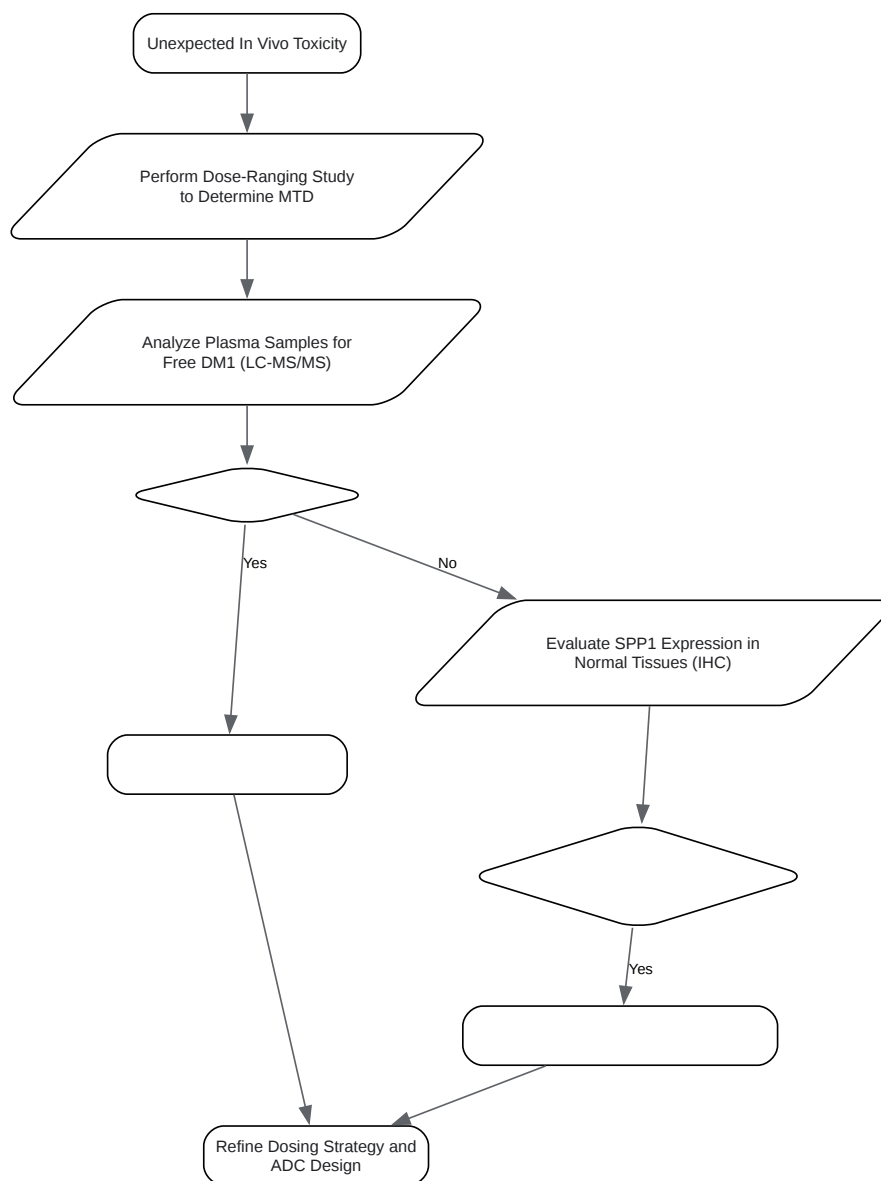 Unexpected In Vivo Toxicity
Perform Dose-Ranging Study
to Determine MTD
Analyze Plasma Samples for
Free DM1 (LC-MS/MS)
Yes
No
Evaluate SPP1 Expression in
Normal Tissues (IHC)
Yes
Refine Dosing Strategy and
ADC Design